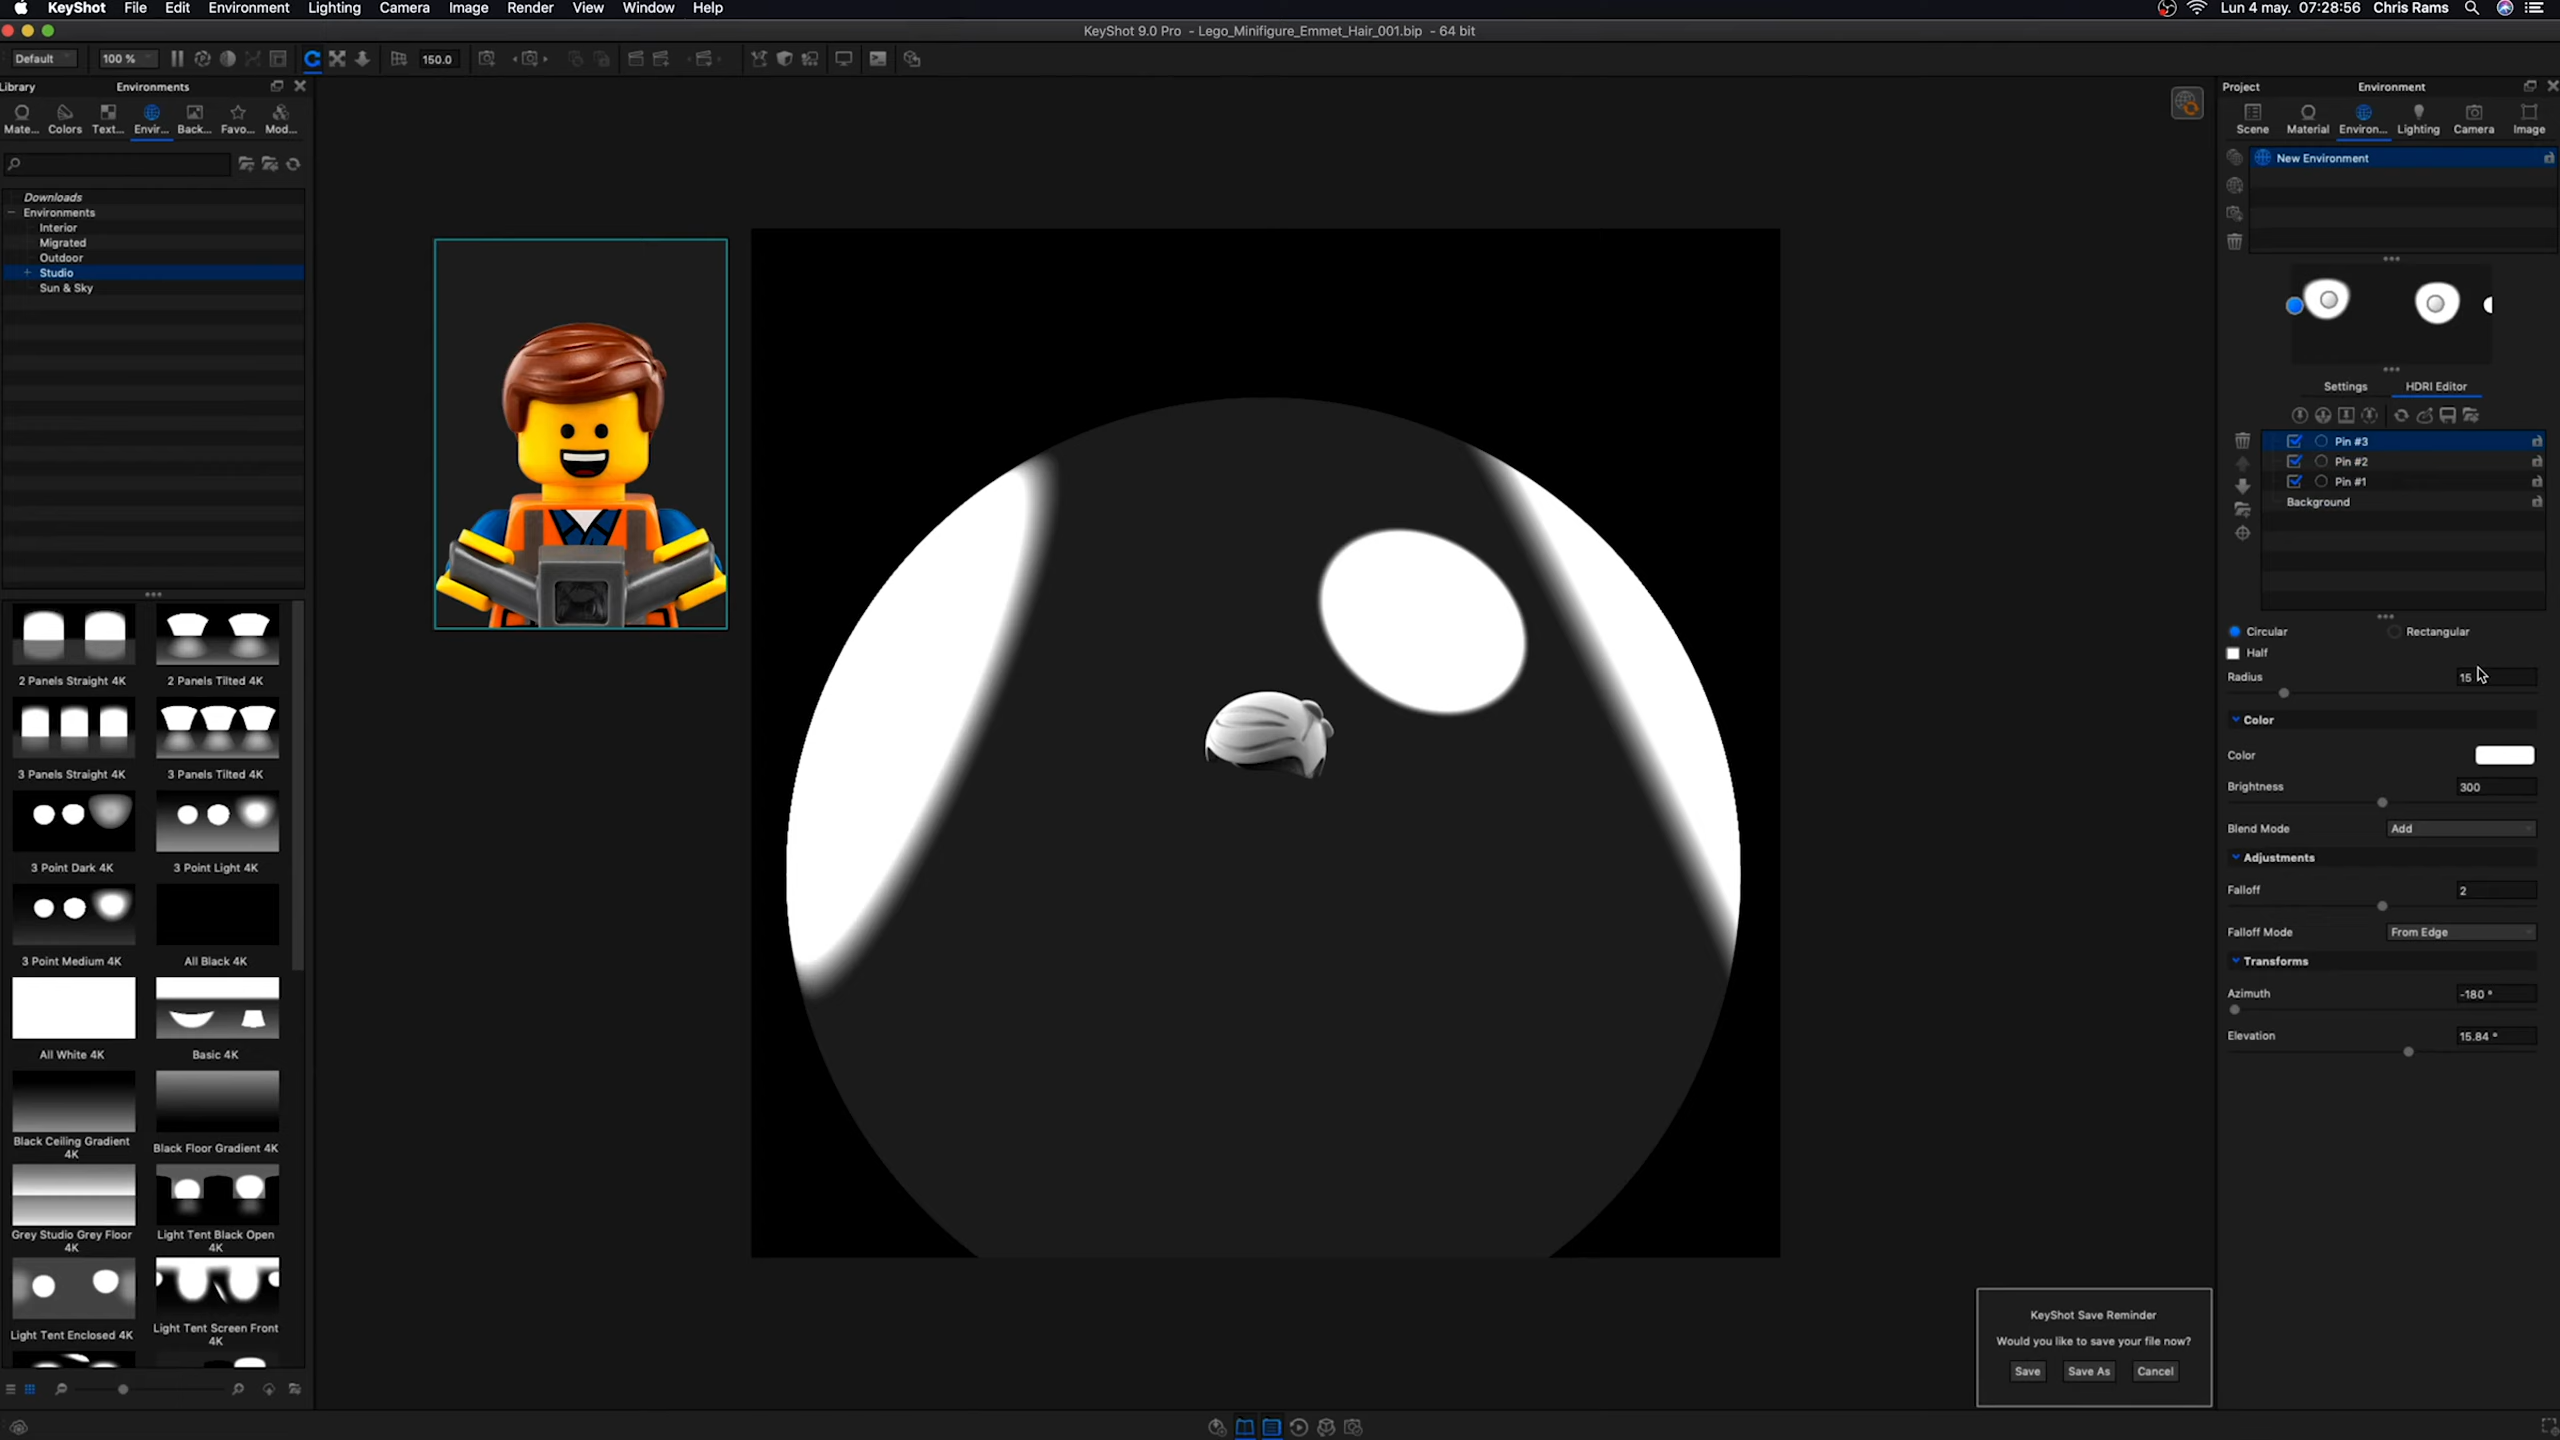 KeyShot File Edit Environment Lighting Camera Image Render View Window Help Lun 4 may. 07:28:56 Chris Rams
KeyShot 9.0 Pro - Lego_Minifigure_Emmet_Hair_001.bip - 64 bit
Default 100 % 150.0
Library Environments
Mate... Colors Text... Envir... Back... Favo... Mod...
Downloads
Environments
Interior
Migrated
Outdoor
Studio
Sun & Sky
2 Panels Straight 4K 2 Panels Tilted 4K
3 Panels Straight 4K 3 Panels Tilted 4K
3 Point Dark 4K 3 Point Light 4K
3 Point Medium 4K All Black 4K
All White 4K Basic 4K
Black Ceiling Gradient 4K Black Floor Gradient 4K
Grey Studio Grey Floor 4K Light Tent Black Open 4K
Light Tent Enclosed 4K Light Tent Screen Front 4K
Project Environment
Scene Material Environ... Lighting Camera Image
New Environment
Settings HDRI Editor
Pin #3
Pin #2
Pin #1
Background
Circular Rectangular
Half
Radius 15
Color
Color
Brightness 300
Blend Mode Add
Adjustments
Falloff 2
Falloff Mode From Edge
Transforms
Azimuth -180 °
Elevation 15.84 °
KeyShot Save Reminder
Would you like to save your file now?
Save Save As Cancel